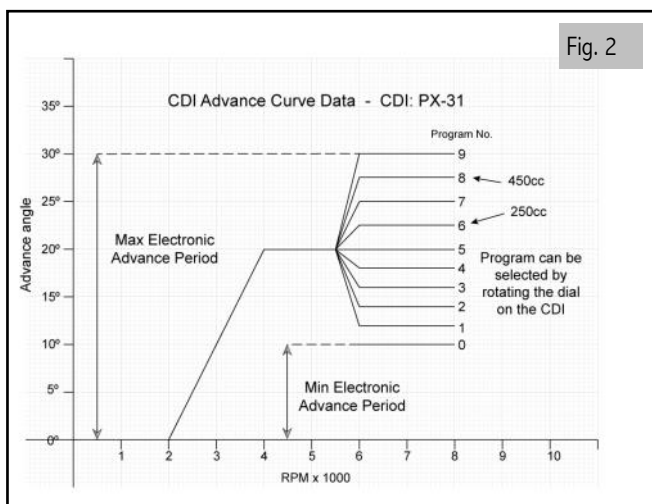 Fig. 2
CDI Advance Curve Data - CDI: PX-31
Program No.
35º
30º
25º
20º
15º
10º
5º
0º
Advance angle
Max Electronic
Advance Period
Min Electronic
Advance Period
9
8
7
6
5
4
3
2
1
0
450cc
250cc
Program can be
selected by
rotating the dial
on the CDI
1 2 3 4 5 6 7 8 9 10
RPM x 1000